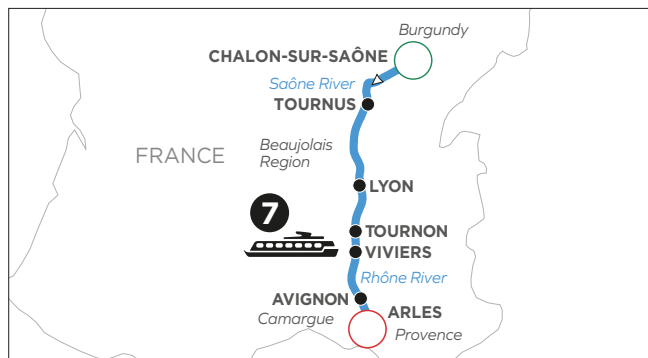 Burgundy
CHALON-SUR-SAÔNE
Saône River
TOURNUS
Beaujolais
Region
FRANCE
LYON
7
TOURNON
VIVIERS
Rhône River
AVIGNON
ARLES
Camargue
Provence